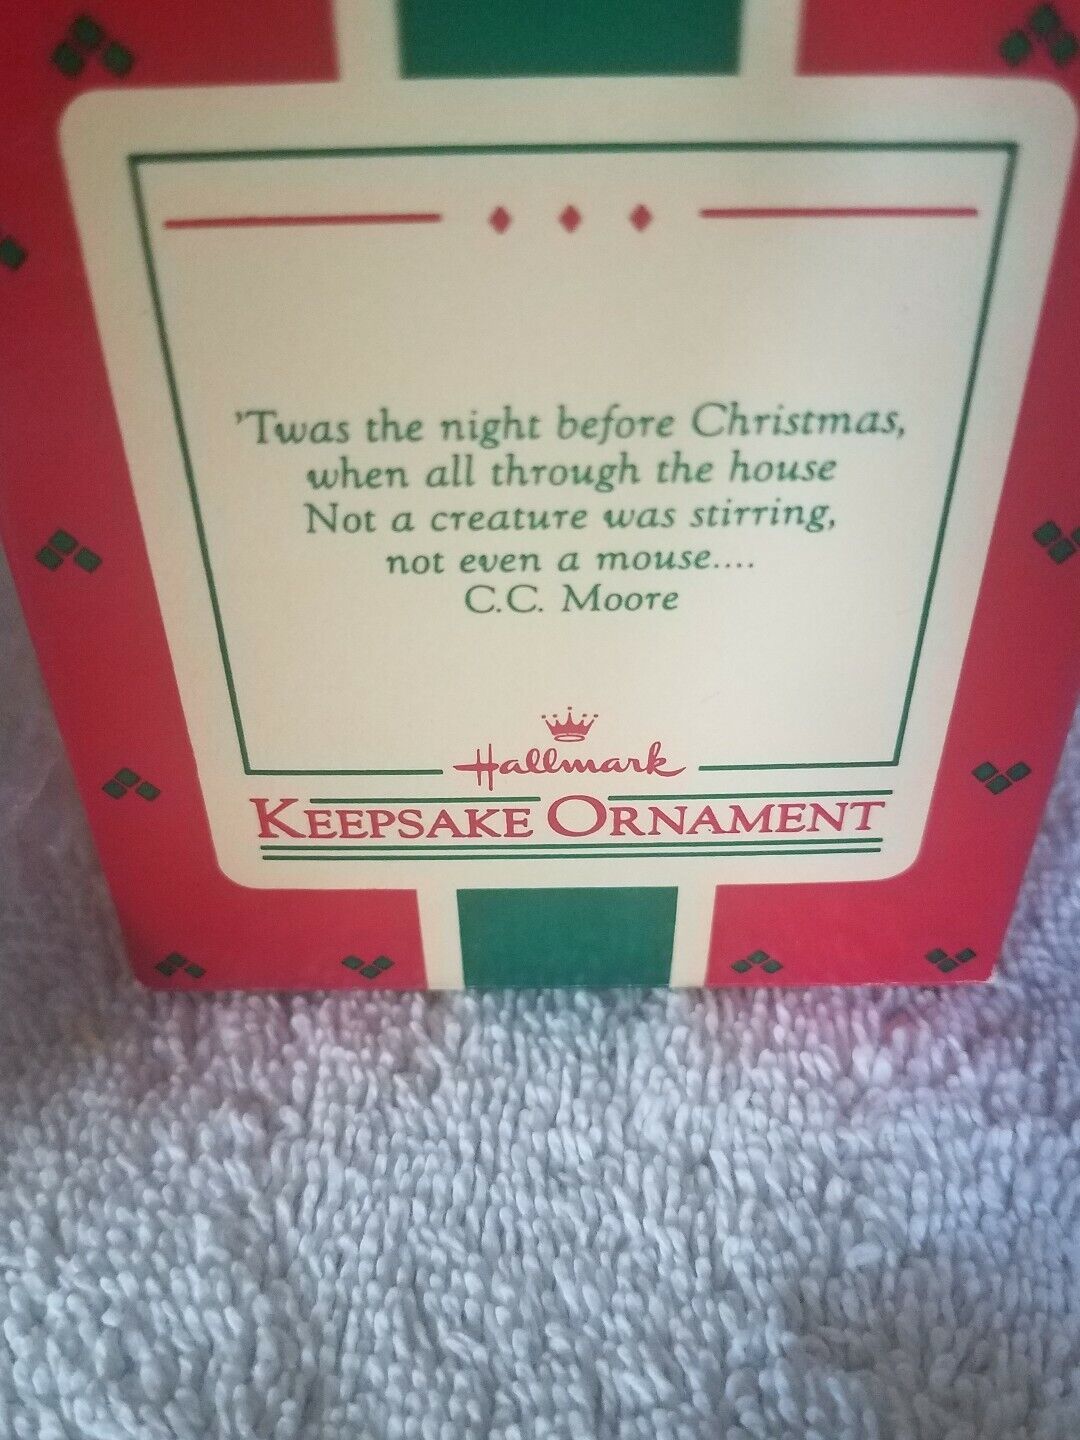 'Twas the night before Christmas,
when all through the house
Not a creature was stirring,
not even a mouse....
C.C. Moore
Hallmark
KEEPSAKE ORNAMENT